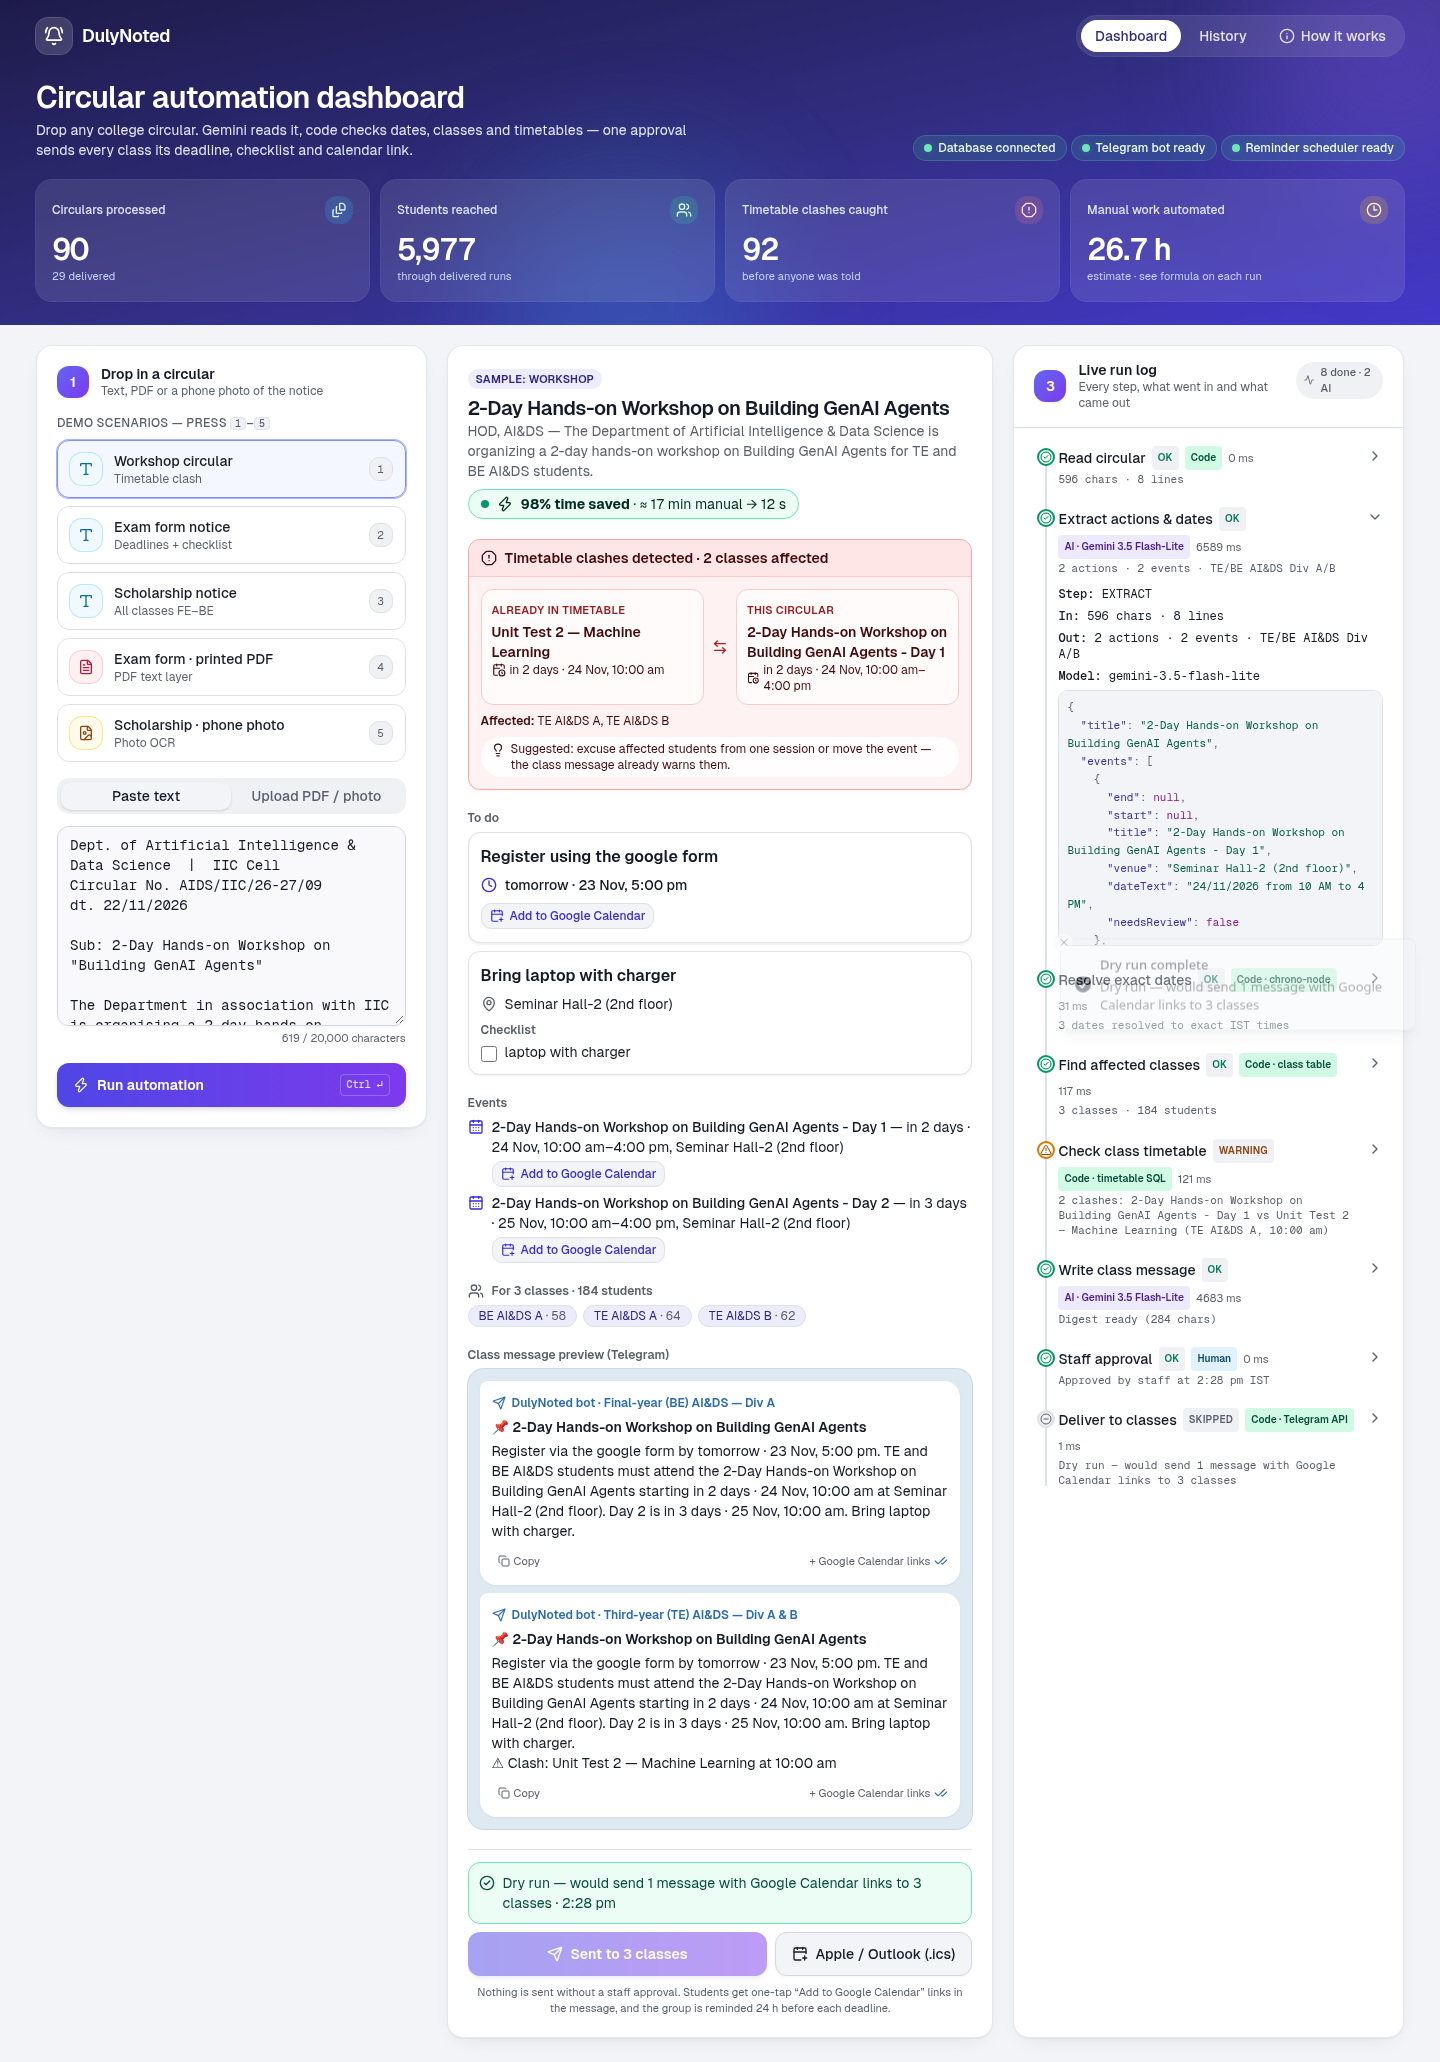 DulyNoted
Dashboard
History
How it works
Circular automation dashboard
Drop any college circular. Gemini reads it, code checks dates, classes and timetables — one approval
sends every class its deadline, checklist and calendar link.
Database connected
Telegram bot ready
Reminder scheduler ready
Circulars processed
90
29 delivered
Students reached
5,977
through delivered runs
Timetable clashes caught
92
before anyone was told
Manual work automated
26.7 h
estimate · see formula on each run
1
Drop in a circular
Text, PDF or a phone photo of the notice
DEMO SCENARIOS — PRESS 1–5
Workshop circular
Timetable clash
1
Exam form notice
Deadlines + checklist
2
Scholarship notice
All classes FE–BE
3
Exam form · printed PDF
PDF text layer
4
Scholarship · phone photo
Photo OCR
5
Paste text
Upload PDF / photo
Dept. of Artificial Intelligence &
Data Science | IIC Cell
Circular No. AIDS/IIC/26-27/09
dt. 22/11/2026
Sub: 2-Day Hands-on Workshop on
"Building GenAI Agents"
The Department in association with IIC
is organising a 2-day hands-on
619 / 20,000 characters
Run automation
Ctrl ↵
SAMPLE: WORKSHOP
2-Day Hands-on Workshop on Building GenAI Agents
HOD, AI&DS — The Department of Artificial Intelligence & Data Science is
organizing a 2-day hands-on workshop on Building GenAI Agents for TE and
BE AI&DS students.
98% time saved · ≈ 17 min manual → 12 s
Timetable clashes detected · 2 classes affected
ALREADY IN TIMETABLE
Unit Test 2 — Machine
Learning
in 2 days · 24 Nov, 10:00 am
THIS CIRCULAR
2-Day Hands-on Workshop on
Building GenAI Agents - Day 1
in 2 days · 24 Nov, 10:00 am–
4:00 pm
Affected: TE AI&DS A, TE AI&DS B
Suggested: excuse affected students from one session or move the event —
the class message already warns them.
To do
Register using the google form
tomorrow · 23 Nov, 5:00 pm
Add to Google Calendar
Bring laptop with charger
Seminar Hall-2 (2nd floor)
Checklist
laptop with charger
Events
2-Day Hands-on Workshop on Building GenAI Agents - Day 1 — in 2 days ·
24 Nov, 10:00 am–4:00 pm, Seminar Hall-2 (2nd floor)
Add to Google Calendar
2-Day Hands-on Workshop on Building GenAI Agents - Day 2 — in 3 days
· 25 Nov, 10:00 am–4:00 pm, Seminar Hall-2 (2nd floor)
Add to Google Calendar
For 3 classes · 184 students
BE AI&DS A · 58
TE AI&DS A · 64
TE AI&DS B · 62
Class message preview (Telegram)
DulyNoted bot · Final-year (BE) AI&DS — Div A
📌 2-Day Hands-on Workshop on Building GenAI Agents
Register via the google form by tomorrow · 23 Nov, 5:00 pm. TE and
BE AI&DS students must attend the 2-Day Hands-on Workshop on
Building GenAI Agents starting in 2 days · 24 Nov, 10:00 am at Seminar
Hall-2 (2nd floor). Day 2 is in 3 days · 25 Nov, 10:00 am. Bring laptop
with charger.
Copy
+ Google Calendar links
DulyNoted bot · Third-year (TE) AI&DS — Div A & B
📌 2-Day Hands-on Workshop on Building GenAI Agents
Register via the google form by tomorrow · 23 Nov, 5:00 pm. TE and
BE AI&DS students must attend the 2-Day Hands-on Workshop on
Building GenAI Agents starting in 2 days · 24 Nov, 10:00 am at Seminar
Hall-2 (2nd floor). Day 2 is in 3 days · 25 Nov, 10:00 am. Bring laptop
with charger.
⚠ Clash: Unit Test 2 — Machine Learning at 10:00 am
Copy
+ Google Calendar links
Dry run — would send 1 message with Google Calendar links to 3
classes · 2:28 pm
Sent to 3 classes
Apple / Outlook (.ics)
Nothing is sent without a staff approval. Students get one-tap “Add to Google Calendar” links in
the message, and the group is reminded 24 h before each deadline.
3
Live run log
Every step, what went in and what
came out
8 done · 2
AI
Read circular OK Code 0 ms
596 chars · 8 lines
Extract actions & dates OK
AI · Gemini 3.5 Flash-Lite 6589 ms
2 actions · 2 events · TE/BE AI&DS Div A/B
Step: EXTRACT
In: 596 chars · 8 lines
Out: 2 actions · 2 events · TE/BE AI&DS Div
A/B
Model: gemini-3.5-flash-lite
{
"title": "2-Day Hands-on Workshop on
Building GenAI Agents",
"events": [
{
"end": null,
"start": null,
"title": "2-Day Hands-on Workshop on
Building GenAI Agents - Day 1",
"venue": "Seminar Hall-2 (2nd floor)",
"dateText": "24/11/2026 from 10 AM to 4
PM",
"needsReview": false
},
Resolve exact dates OK Code · chrono-node
31 ms
3 dates resolved to exact IST times
Dry run complete
Dry run — would send 1 message with Google
Calendar links to 3 classes
Find affected classes OK Code · class table
117 ms
3 classes · 184 students
Check class timetable WARNING
Code · timetable SQL 121 ms
2 clashes: 2-Day Hands-on Workshop on
Building GenAI Agents - Day 1 vs Unit Test 2
— Machine Learning (TE AI&DS A, 10:00 am)
Write class message OK
AI · Gemini 3.5 Flash-Lite 4683 ms
Digest ready (284 chars)
Staff approval OK Human 0 ms
Approved by staff at 2:28 pm IST
Deliver to classes SKIPPED Code · Telegram API
1 ms
Dry run — would send 1 message with Google
Calendar links to 3 classes